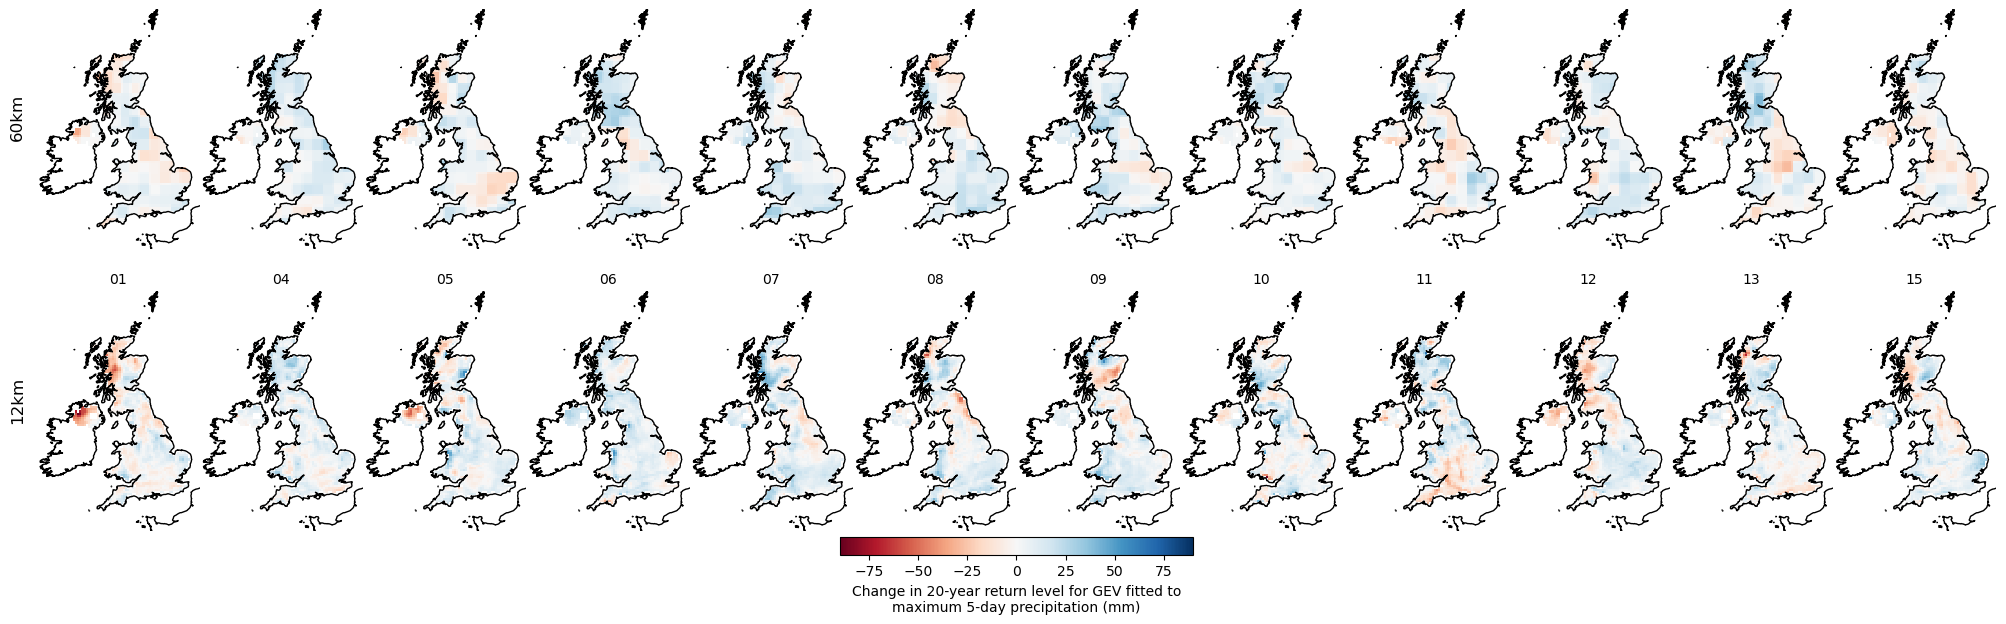 60km
01 04 05 06 07 08 09 10 11 12 13 15
12km
−75 −50 −25 0 25 50 75
Change in 20-year return level for GEV fitted to
maximum 5-day precipitation (mm)